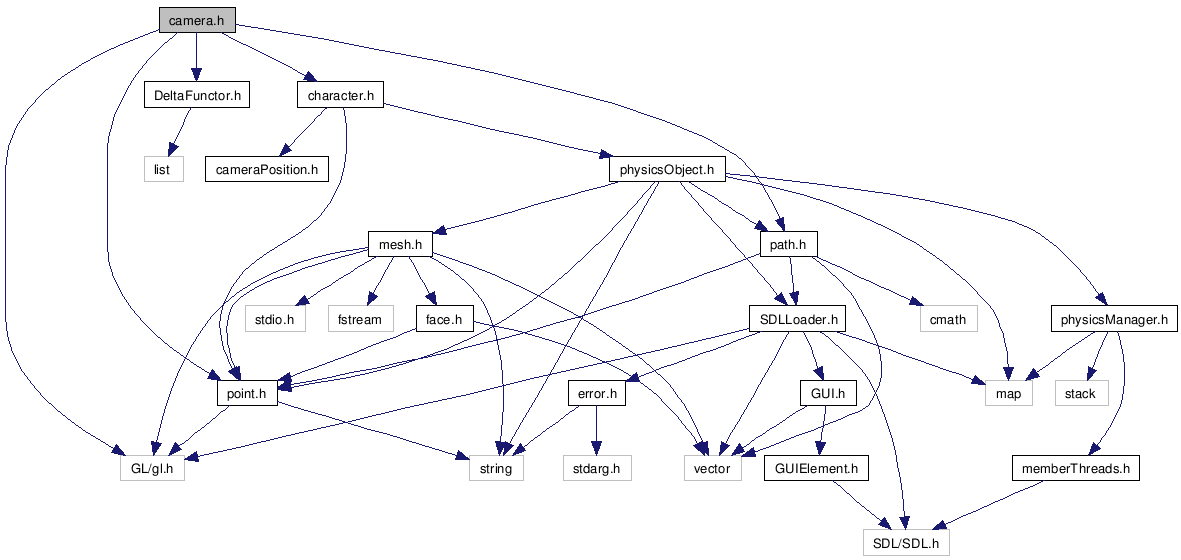 camera.h
DeltaFunctor.h
character.h
list
cameraPosition.h
physicsObject.h
mesh.h
path.h
stdio.h
fstream
face.h
SDLLoader.h
cmath
physicsManager.h
point.h
error.h
GUI.h
map
stack
GL/gl.h
string
stdarg.h
vector
GUIElement.h
memberThreads.h
SDL/SDL.h